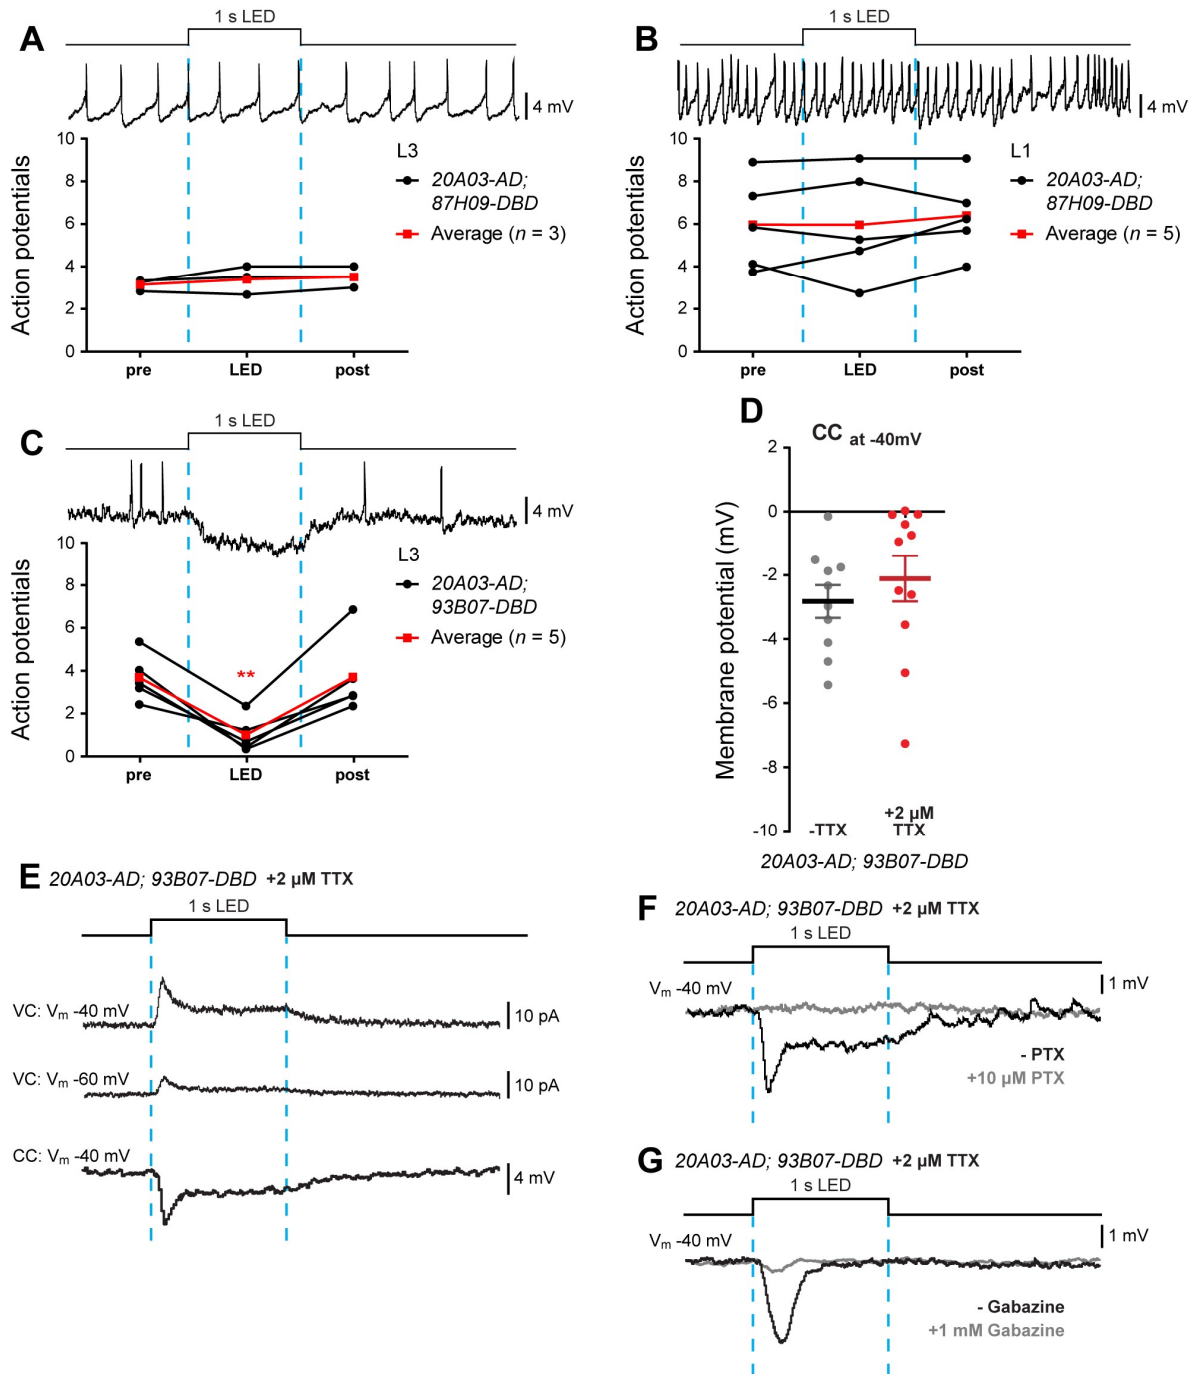 A
1 s LED
4 mV
10
8
6
4
2
0
Action potentials
L3
20A03-AD;
87H09-DBD
Average (n = 3)
pre
LED
post
B
1 s LED
4 mV
10
8
6
4
2
0
Action potentials
L1
20A03-AD;
87H09-DBD
Average (n = 5)
pre
LED
post
C
1 s LED
4 mV
10
8
6
4
2
0
Action potentials
L3
20A03-AD;
93B07-DBD
Average (n = 5)
**
pre
LED
post
D
CC at -40mV
2
0
-2
-4
-6
-8
-10
Membrane potential (mV)
-TTX
+2 µM
TTX
20A03-AD; 93B07-DBD
E
20A03-AD; 93B07-DBD +2 µM TTX
1 s LED
VC: Vm -40 mV
10 pA
VC: Vm -60 mV
10 pA
CC: Vm -40 mV
4 mV
F
20A03-AD; 93B07-DBD +2 µM TTX
1 s LED
Vm -40 mV
1 mV
- PTX
+10 µM PTX
G
20A03-AD; 93B07-DBD +2 µM TTX
1 s LED
Vm -40 mV
1 mV
- Gabazine
+1 mM Gabazine